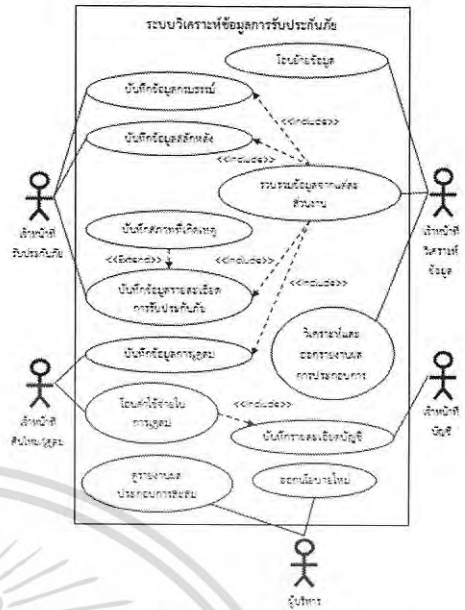 ระบบวิเคราะห์ข้อมูลการรับประกันภัย
โอนย้ายข้อมูล
บันทึกข้อมูลกรมธรรม์
<<Include>>
บันทึกข้อมูลสลักหลัง
<<Include>>
รวบรวมข้อมูลจากแต่ละ
ส่วนงาน
เจ้าหน้าที่
รับประกันภัย
เจ้าหน้าที่
วิเคราะห์
ข้อมูล
บันทึกสภาพที่เกิดเหตุ
<<Extend>>
<<Include>>
<<Include>>
บันทึกข้อมูลรายละเอียด
การรับประกันภัย
วิเคราะห์และ
ออกรายงานผล
การประกอบการ
บันทึกข้อมูลการเคลม
โอนค่าใช้จ่ายใน
การเคลม
<<Include>>
บันทึกรายละเอียดบัญชี
เจ้าหน้าที่
สินไหม/เคลม
เจ้าหน้าที่
บัญชี
ดูรายงานผล
ประกอบการสะสม
ออกนโยบายใหม่
ผู้บริหาร